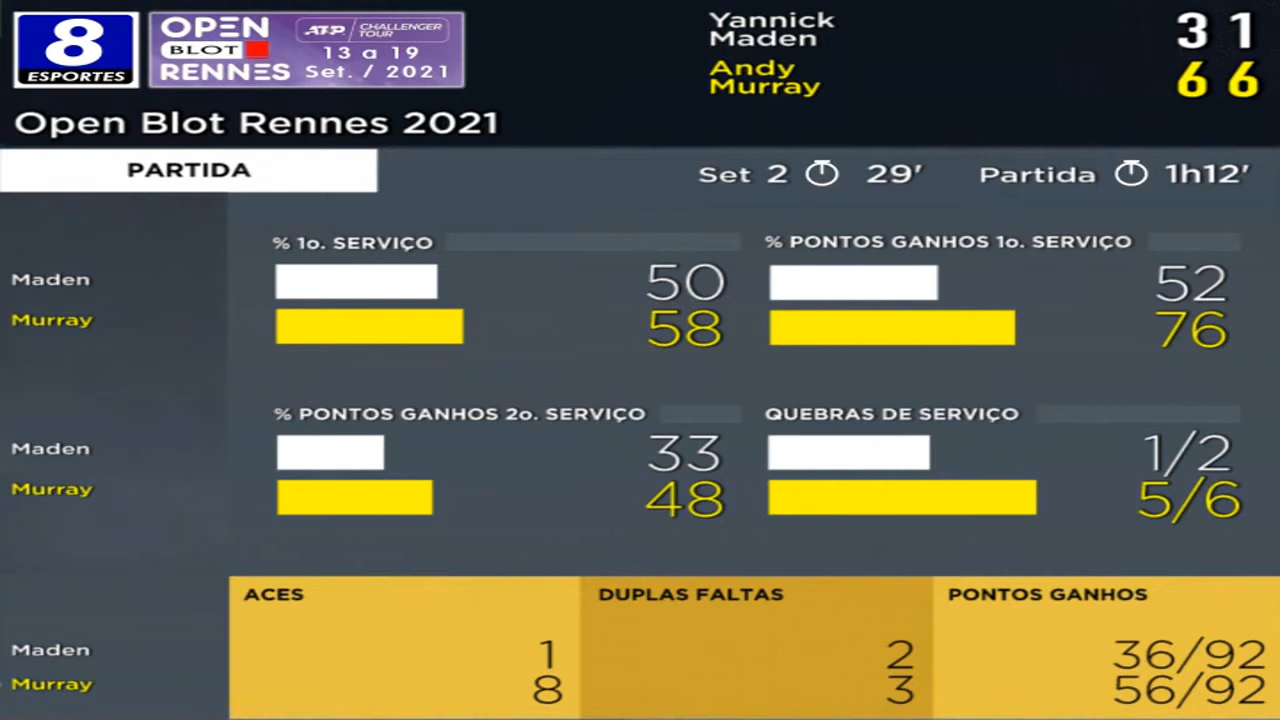 8
ESPORTES
OPEN
BLOT
RENNES
ATP CHALLENGER TOUR
13 a 19
Set. / 2021
Yannick Maden 3 1
Andy Murray 6 6
Open Blot Rennes 2021
PARTIDA
Set 2 29' Partida 1h12'
% 1o. SERVIÇO
Maden 50
Murray 58
% PONTOS GANHOS 1o. SERVIÇO
52
76
% PONTOS GANHOS 2o. SERVIÇO
Maden 33
Murray 48
QUEBRAS DE SERVIÇO
1/2
5/6
ACES DUPLAS FALTAS PONTOS GANHOS
Maden 1 2 36/92
Murray 8 3 56/92